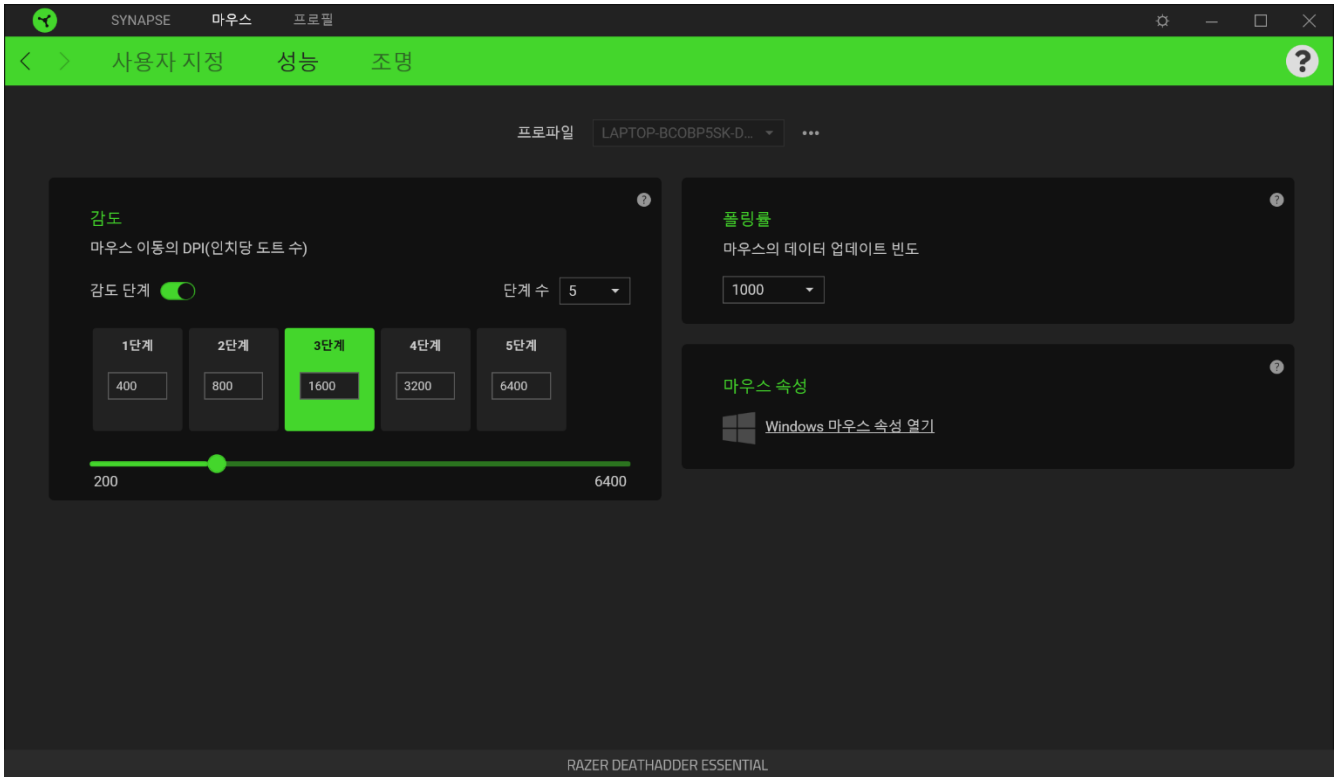 SYNAPSE 마우스 프로필
사용자 지정 성능 조명
?
프로파일 LAPTOP-BCOBP5SK-D... •••
감도
마우스 이동의 DPI(인치당 도트 수)
감도 단계 단계 수 5
1단계 2단계 3단계 4단계 5단계
400 800 1600 3200 6400
200 6400
?
폴링률
마우스의 데이터 업데이트 빈도
1000
?
마우스 속성
Windows 마우스 속성 열기
?
RAZER DEATHADDER ESSENTIAL